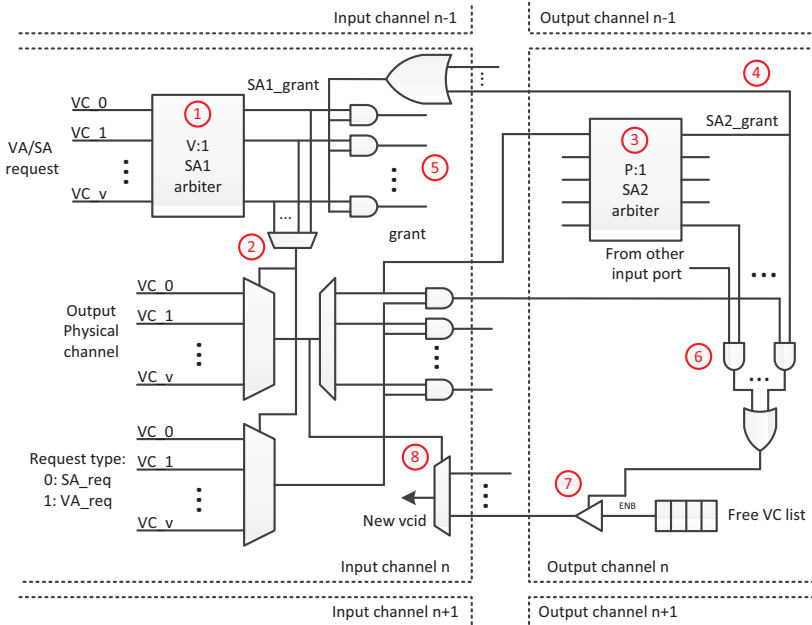 Input channel n-1
Output channel n-1
SA1_grant
4
VC_0
1
VA/SA
request
VC_1
V:1
SA1
arbiter
VC_v
5
grant
SA2_grant
3
P:1
SA2
arbiter
2
From other
input port
Output
Physical
channel
VC_0
VC_1
VC_v
6
Request type:
0: SA_req
1: VA_req
VC_0
VC_1
VC_v
8
New vcid
7
ENB
Free VC list
Input channel n
Output channel n
Input channel n+1
Output channel n+1